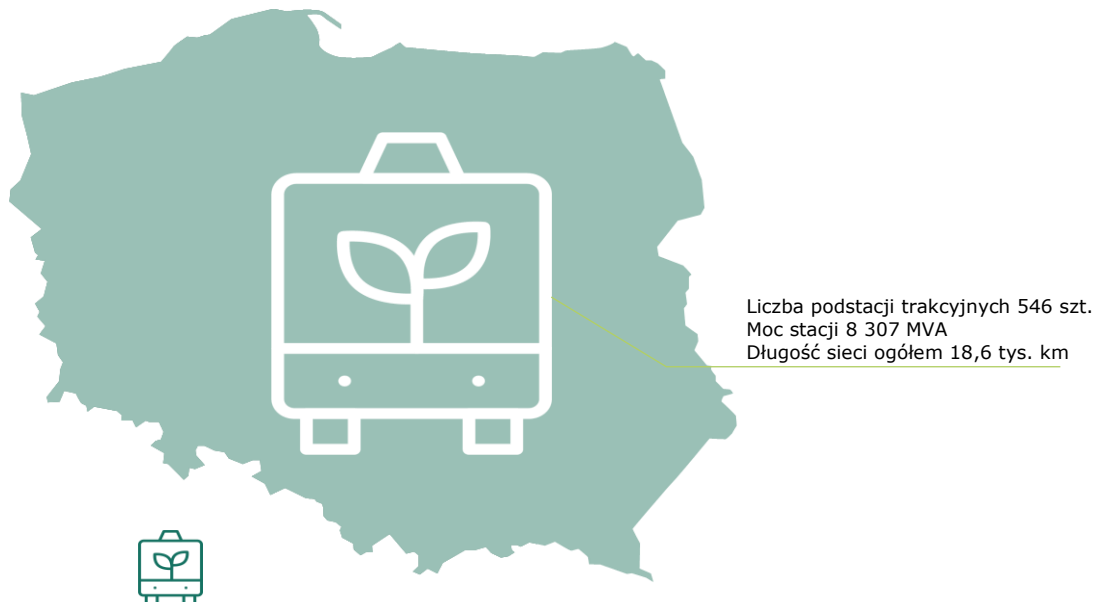 Liczba podstacji trakcyjnych 546 szt.
Moc stacji 8 307 MVA
Długość sieci ogółem 18,6 tys. km